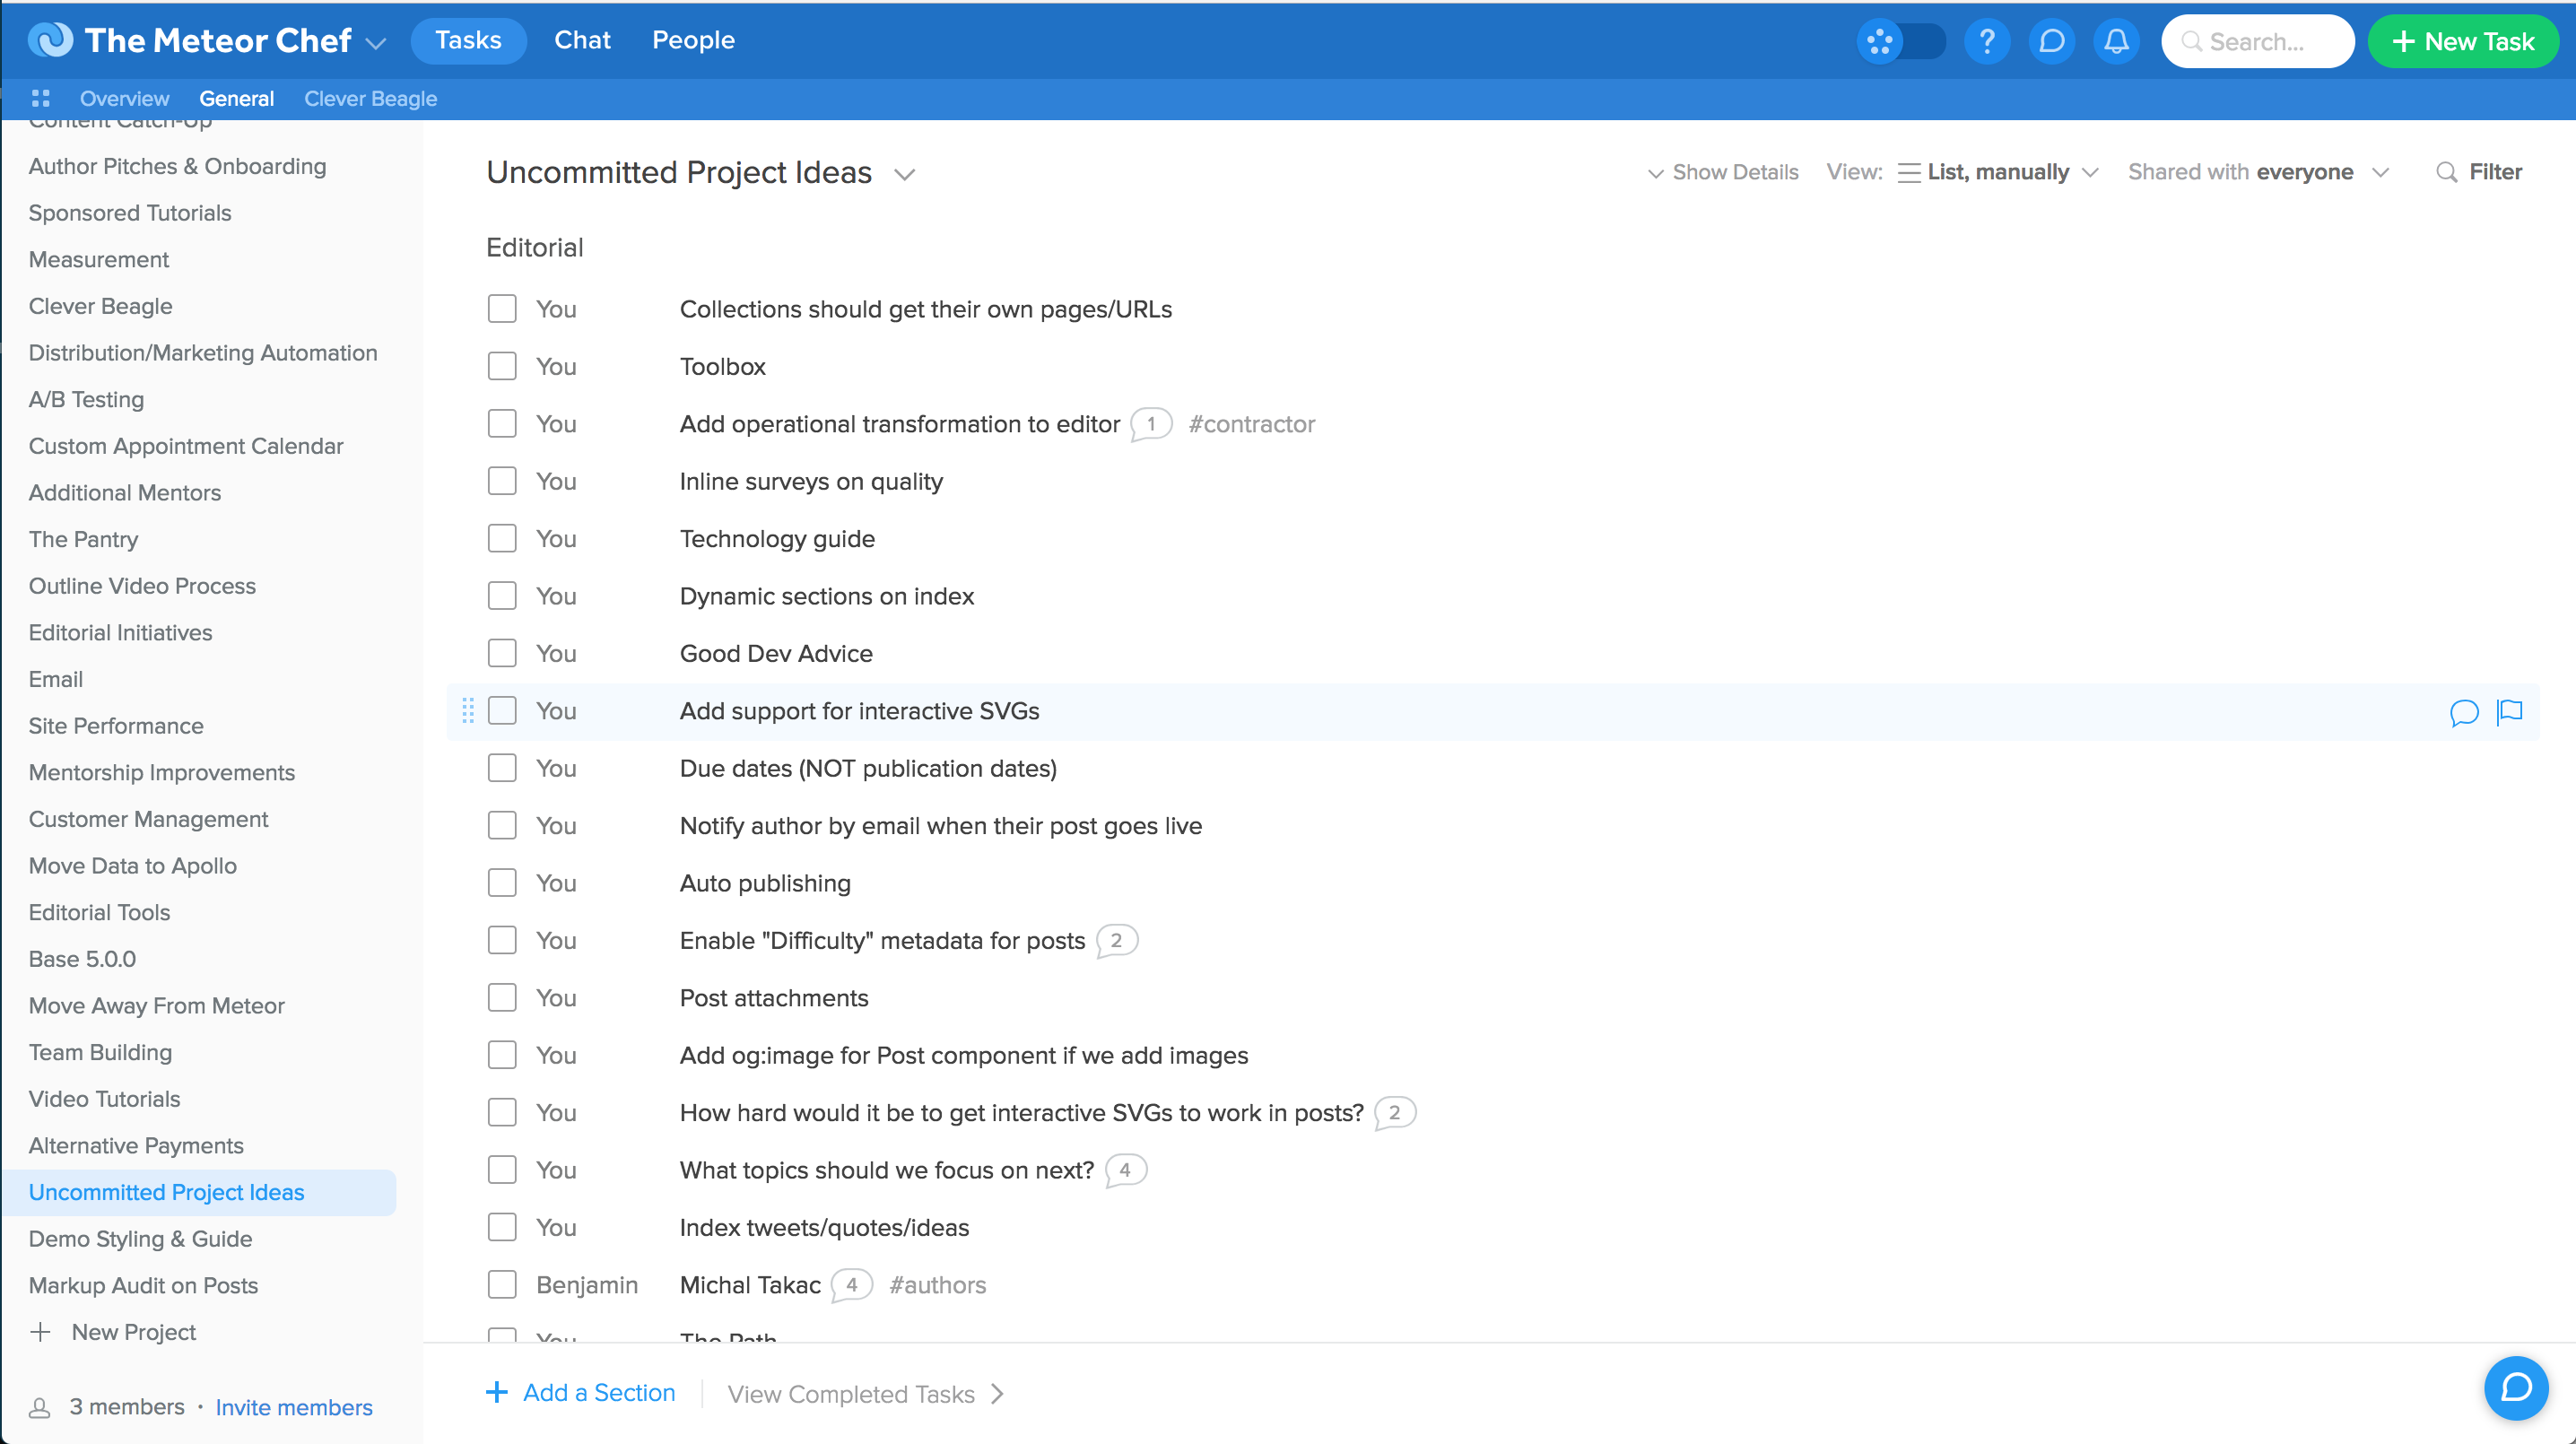 The Meteor Chef Tasks Chat People ? Search... + New Task
Overview General Clever Beagle
Content Catch-Up
Author Pitches & Onboarding
Sponsored Tutorials
Measurement
Clever Beagle
Distribution/Marketing Automation
A/B Testing
Custom Appointment Calendar
Additional Mentors
The Pantry
Outline Video Process
Editorial Initiatives
Email
Site Performance
Mentorship Improvements
Customer Management
Move Data to Apollo
Editorial Tools
Base 5.0.0
Move Away From Meteor
Team Building
Video Tutorials
Alternative Payments
Uncommitted Project Ideas
Demo Styling & Guide
Markup Audit on Posts
+ New Project
3 members · Invite members
Uncommitted Project Ideas Show Details View: List, manually Shared with everyone Filter
Editorial
You Collections should get their own pages/URLs
You Toolbox
You Add operational transformation to editor 1 #contractor
You Inline surveys on quality
You Technology guide
You Dynamic sections on index
You Good Dev Advice
You Add support for interactive SVGs
You Due dates (NOT publication dates)
You Notify author by email when their post goes live
You Auto publishing
You Enable "Difficulty" metadata for posts 2
You Post attachments
You Add og:image for Post component if we add images
You How hard would it be to get interactive SVGs to work in posts? 2
You What topics should we focus on next? 4
You Index tweets/quotes/ideas
Benjamin Michal Takac 4 #authors
You The Path
+ Add a Section View Completed Tasks